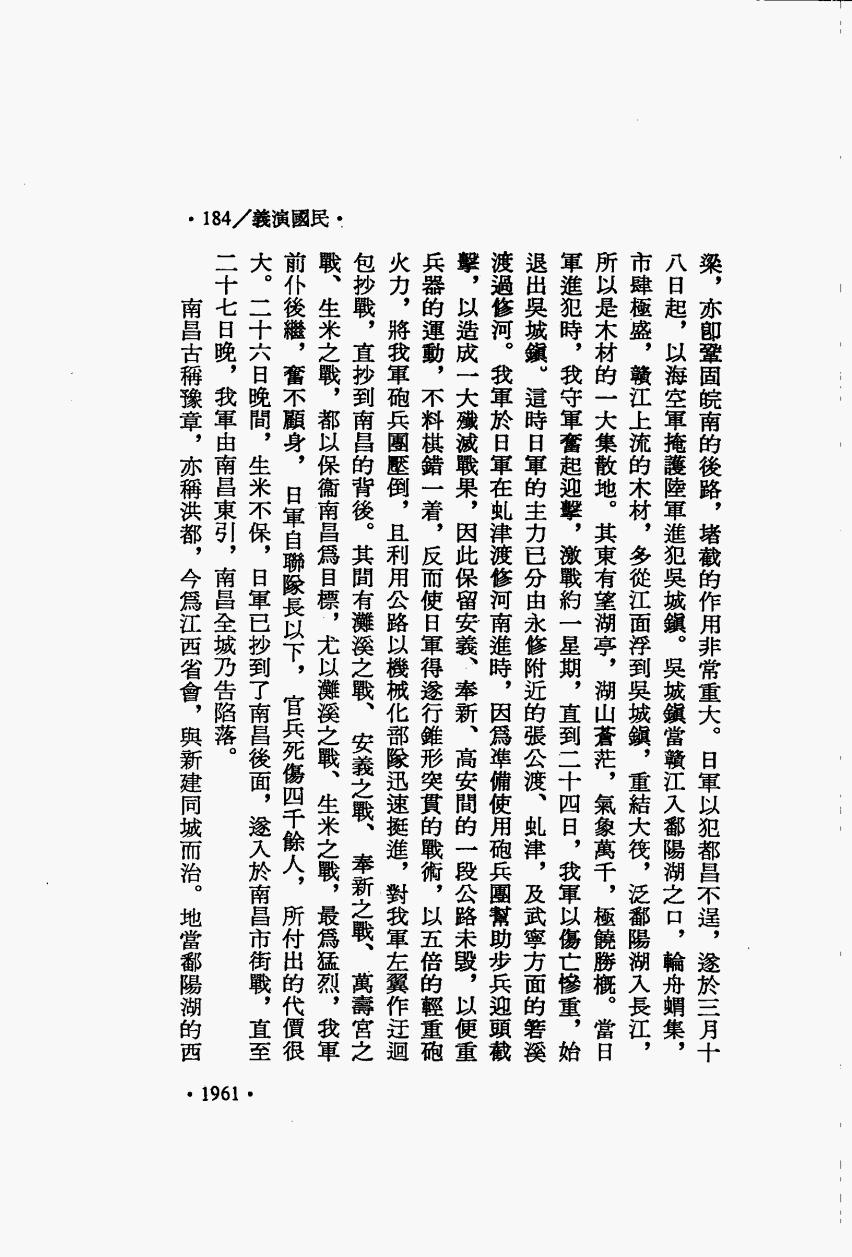 ·184/義演國民·
梁，亦卽鞏固皖南的後路，堵截的作用非常重大。日軍以犯都昌不逞，遂於三月十
八日起，以海空軍掩護陸軍進犯吳城鎭。吳城鎭當贛江入鄱陽湖之口，輪舟蝟集，
市肆極盛，贛江上流的木材，多從江面浮到吳城鎭，重結大筏，泛鄱陽湖入長江，
所以是木材的一大集散地。其東有望湖亭，湖山蒼茫，氣象萬千，極饒勝槪。當日
軍進犯時，我守軍奮起迎擊，激戰約一星期，直到二十四日，我軍以傷亡慘重，始
退出吳城鎭。這時日軍的主力已分由永修附近的張公渡、虬津，及武寧方面的箬溪
渡過修河。我軍於日軍在虬津渡修河南進時，因爲準備使用砲兵團幫助步兵迎頭截
擊，以造成一大殲滅戰果，因此保留安義、奉新、高安間的一段公路未毀，以便重
兵器的運動，不料棋錯一着，反而使日軍得遂行錐形突貫的戰術，以五倍的輕重砲
火力，將我軍砲兵團壓倒，且利用公路以機械化部隊迅速挺進，對我軍左翼作迂迴
包抄戰，直抄到南昌的背後。其間有灘溪之戰、安義之戰、奉新之戰、萬壽宮之
戰、生米之戰，都以保衞南昌爲目標，尤以灘溪之戰、生米之戰，最爲猛烈，我軍
前仆後繼，奮不顧身，日軍自聯隊長以下，官兵死傷四千餘人，所付出的代價很
大。二十六日晚間，生米不保，日軍已抄到了南昌後面，遂入於南昌市街戰，直至
二十七日晚，我軍由南昌東引，南昌全城乃告陷落。
南昌古稱豫章，亦稱洪都，今爲江西省會，與新建同城而治。地當鄱陽湖的西
·1961·